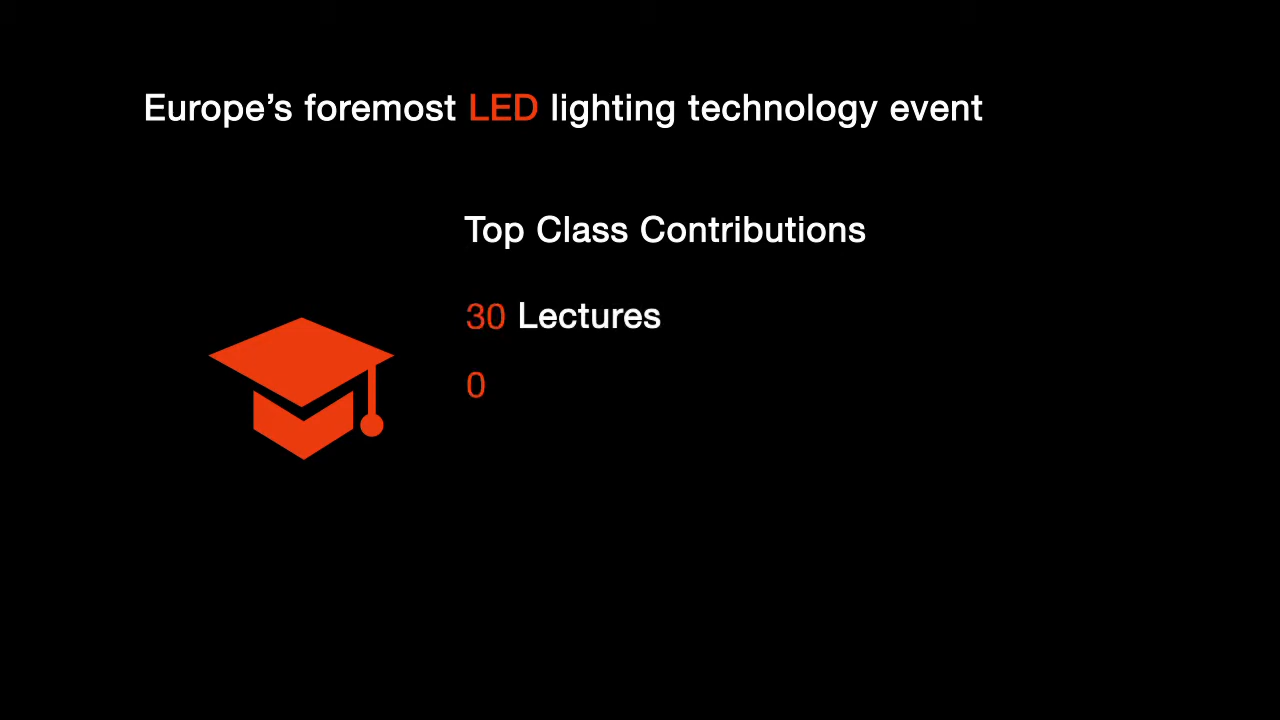 Europe’s foremost LED lighting technology event
Top Class Contributions
30 Lectures
0